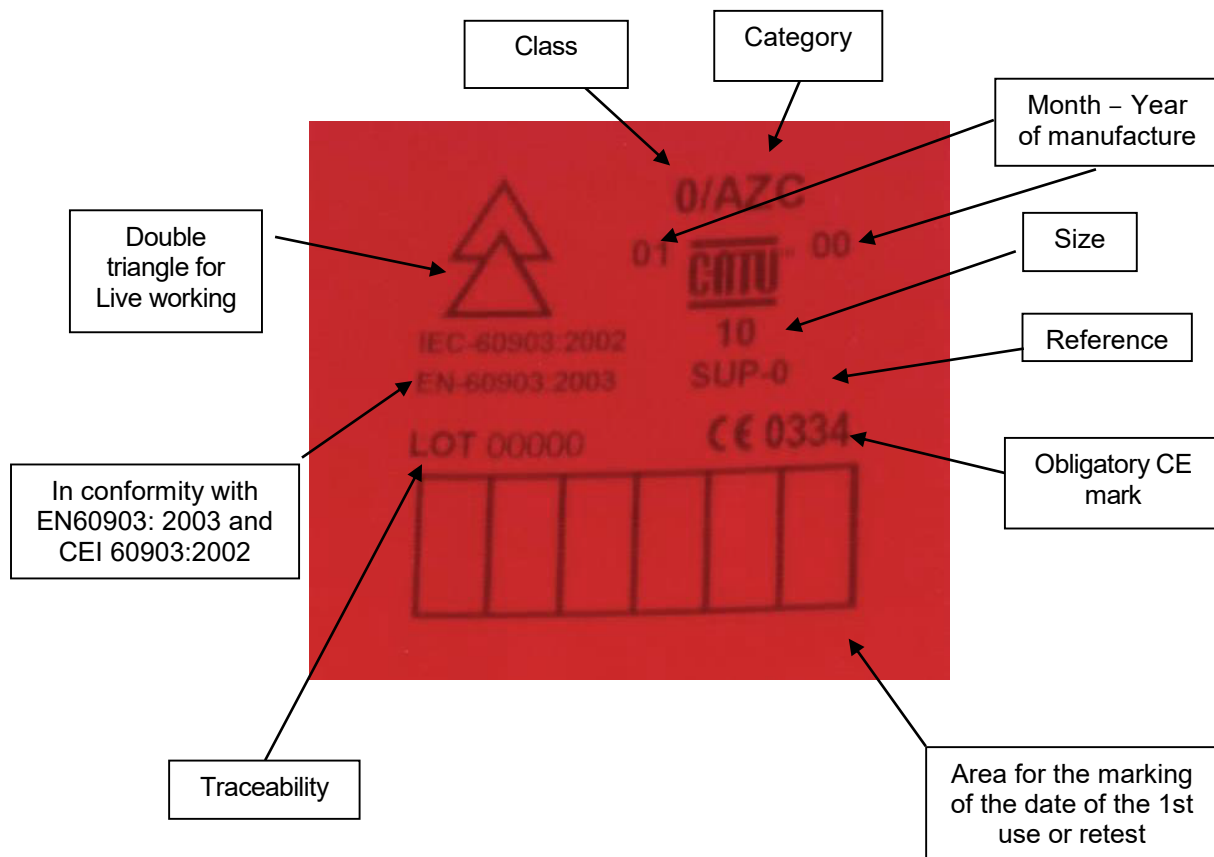 Class
Category
Month – Year
of manufacture
0/AZC
Double
triangle for
Live working
01
CATU
00
Size
10
IEC-60903:2002
Reference
EN-60903:2003
SUP-0
LOT 00000
CE 0334
In conformity with
EN60903: 2003 and
CEI 60903:2002
Obligatory CE
mark
Traceability
Area for the marking
of the date of the 1st
use or retest